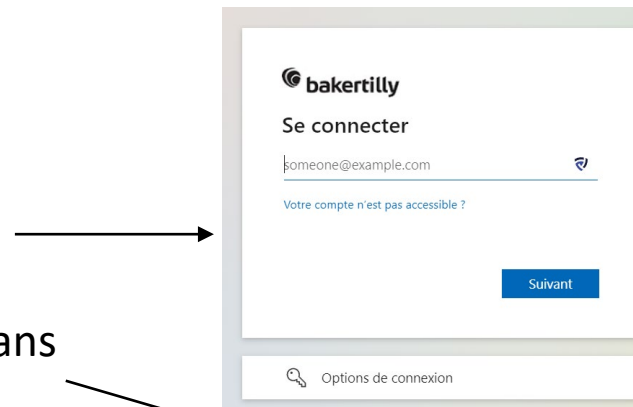 bakertilly
Se connecter
someone@example.com
Votre compte n'est pas accessible ?
Suivant
ans
Options de connexion